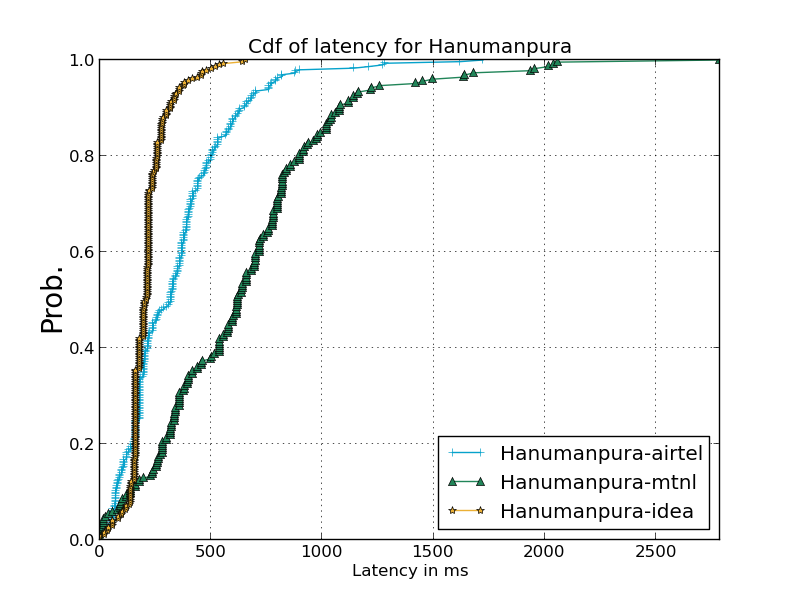 Cdf of latency for Hanumanpura
1.0
0.8
0.6
0.4
0.2
0.0
Prob.
Hanumanpura-airtel
Hanumanpura-mtnl
Hanumanpura-idea
0 500 1000 1500 2000 2500
Latency in ms